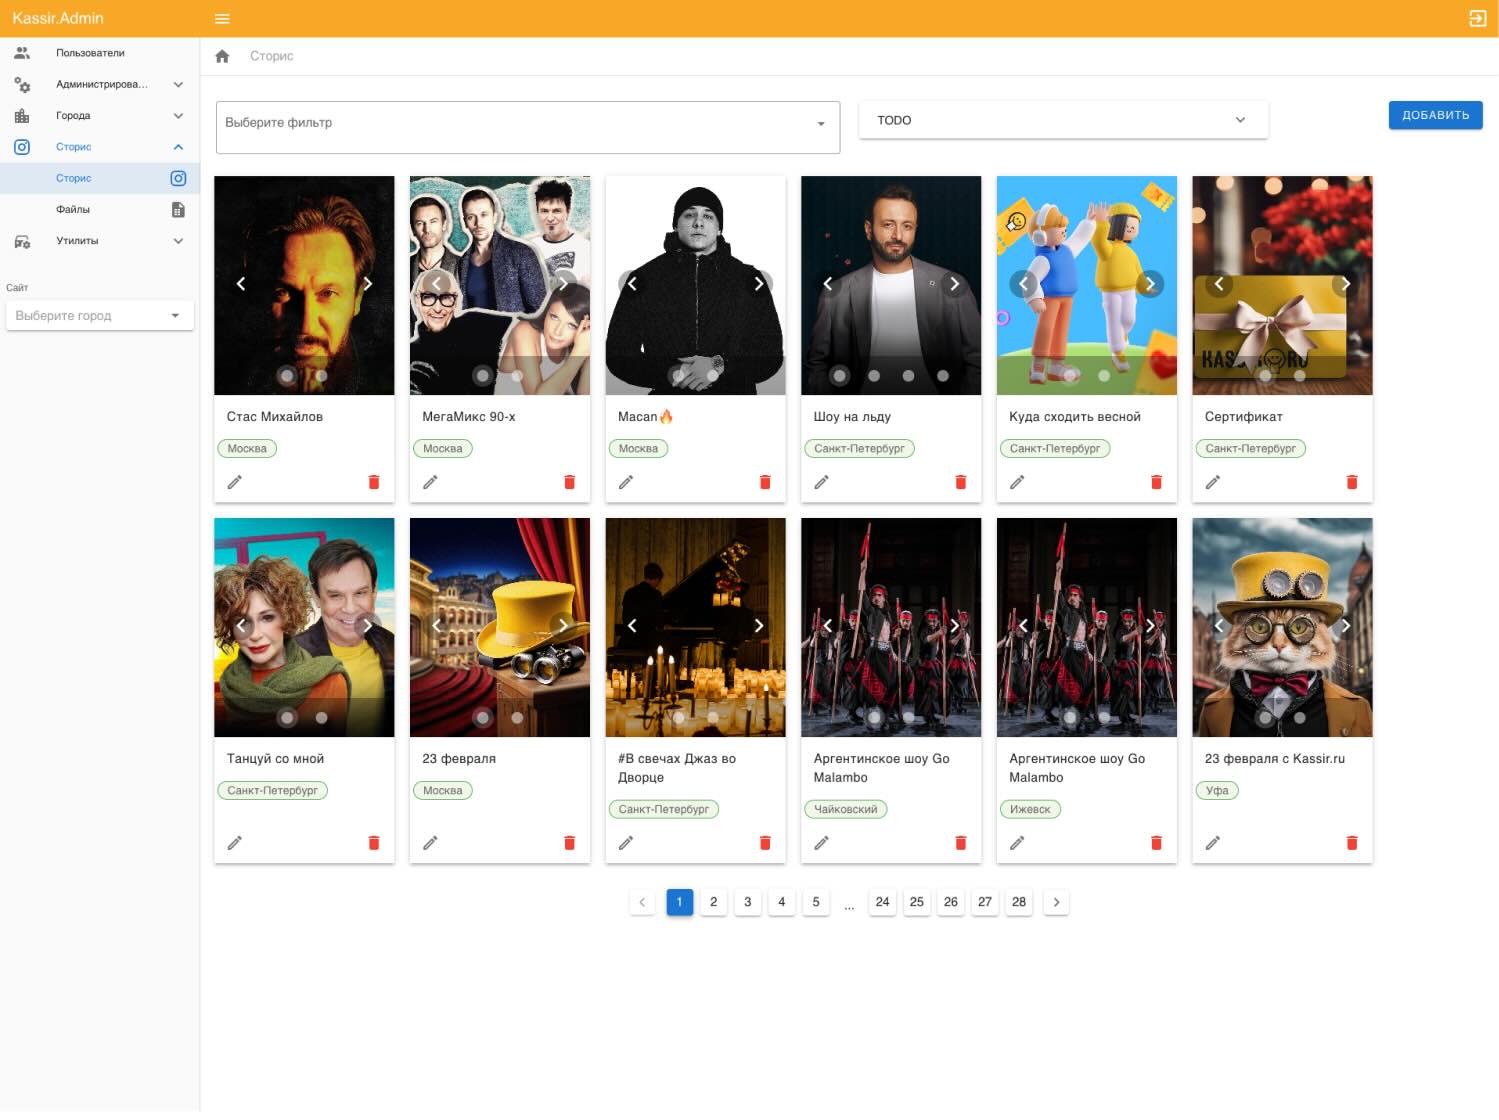 Kassir.Admin
Пользователи
Администрирова...
Города
Сторис
Сторис
Файлы
Утилиты
Сайт
Выберите город
Сторис
Выберите фильтр
TODO
ДОБАВИТЬ
Стас Михайлов
Москва
МегаМикс 90-х
Москва
Macan🔥
Москва
Шоу на льду
Санкт-Петербург
Куда сходить весной
Санкт-Петербург
Сертификат
Санкт-Петербург
Танцуй со мной
Санкт-Петербург
23 февраля
Москва
#В свечах Джаз во
Дворце
Санкт-Петербург
Аргентинское шоу Go
Malambo
Чайковский
Аргентинское шоу Go
Malambo
Ижевск
23 февраля с Kassir.ru
Уфа
1 2 3 4 5 ... 24 25 26 27 28